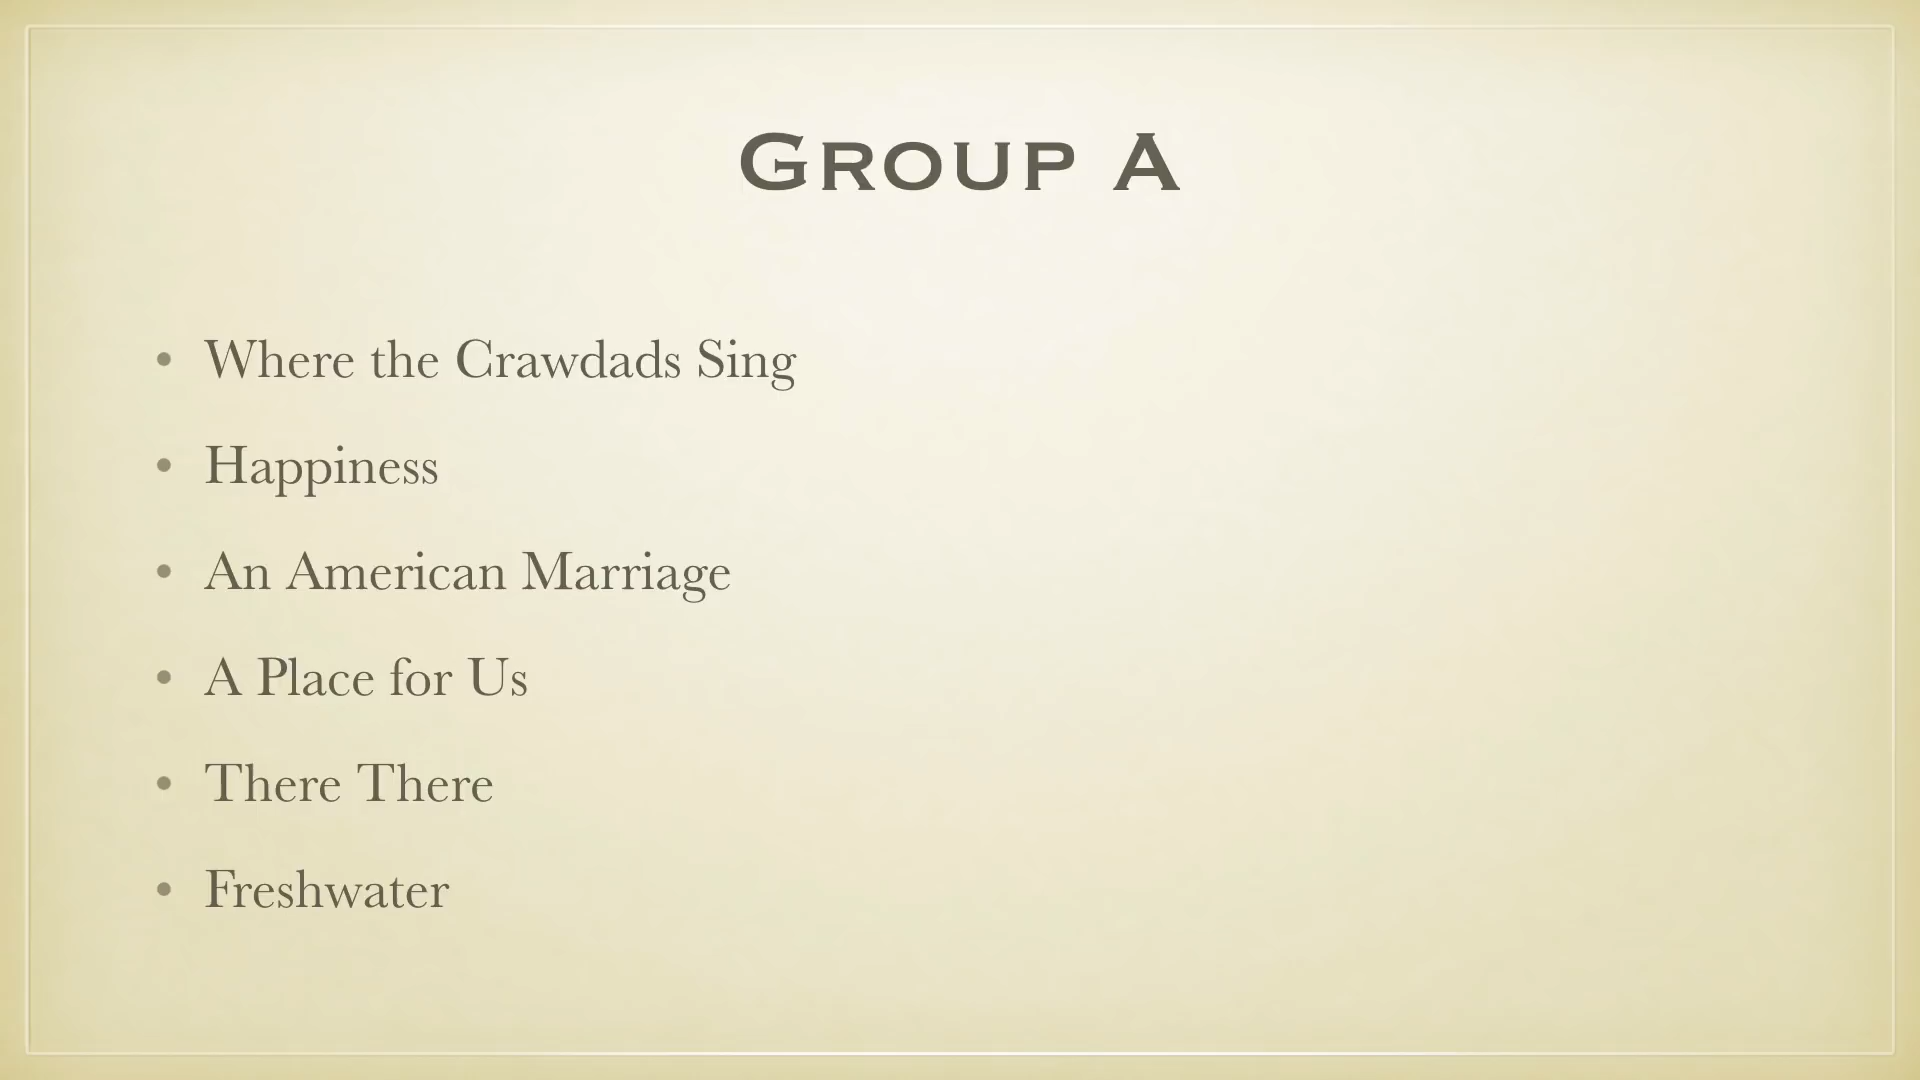 Group A
• Where the Crawdads Sing
• Happiness
• An American Marriage
• A Place for Us
• There There
• Freshwater